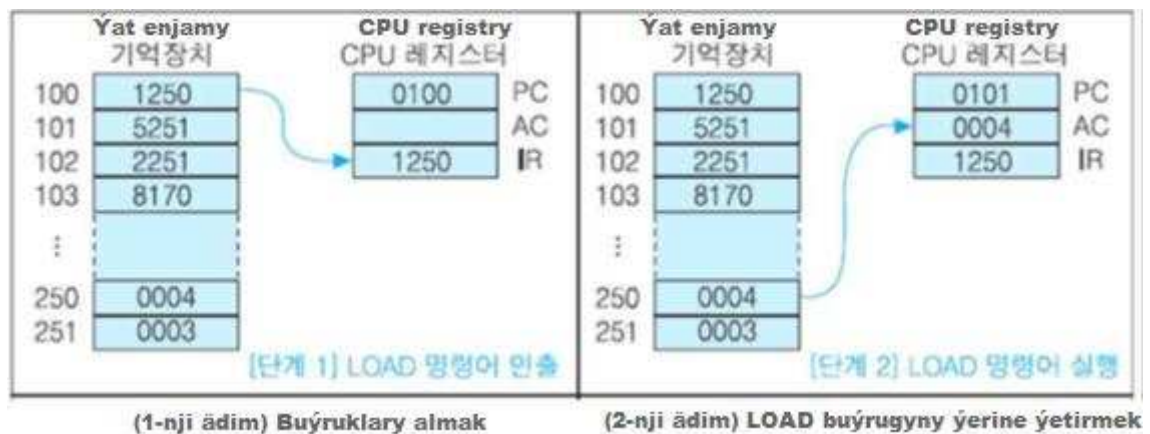 Ýat enjamy CPU registry
기억장치 CPU 레지스터
100 1250 0100 PC
101 5251 AC
102 2251 1250 IR
103 8170
⋮
250 0004
251 0003
[단계 1] LOAD 명령어 인출
(1-nji ädim) Buýruklary almak
Ýat enjamy CPU registry
기억장치 CPU 레지스터
100 1250 0101 PC
101 5251 0004 AC
102 2251 1250 IR
103 8170
⋮
250 0004
251 0003
[단계 2] LOAD 명령어 실행
(2-nji ädim) LOAD buýrugyny ýerine ýetirmek